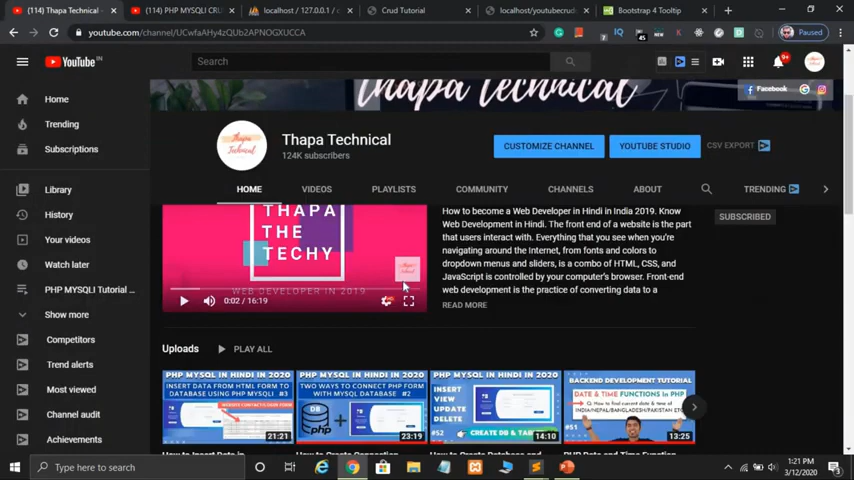 (114) Thapa Technical -
(114) PHP MYSQLI CRU
localhost / 127.0.0.1 / c
Crud Tutorial
localhost/youtubecrud
Bootstrap 4 Tooltip
youtube.com/channel/UCwfaAHy4zQUb2APNOGXCUCQ
Paused
YouTube IN
Search
9+
Home
Trending
Subscriptions
Library
History
Your videos
Watch later
PHP MYSQLI Tutorial ...
Show more
Competitors
Trend alerts
Most viewed
Channel audit
Achievements
thapa technical
Facebook
Thapa Technical
124K subscribers
CUSTOMIZE CHANNEL
YOUTUBE STUDIO
CSV EXPORT
HOME
VIDEOS
PLAYLISTS
COMMUNITY
CHANNELS
ABOUT
TRENDING
THAPA
THE
TECHY
WEB DEVELOPER IN 2019
0:02 / 16:19
How to become a Web Developer in Hindi in India 2019. Know
Web Development in Hindi. The front end of a website is the part
that users interact with. Everything that you see when you're
navigating around the Internet, from fonts and colors to
dropdown menus and sliders, is a combo of HTML, CSS, and
JavaScript is controlled by your computer's browser. Front-end
web development is the practice of converting data to a
READ MORE
SUBSCRIBED
Uploads
PLAY ALL
PHP MYSQL IN HINDI IN 2020
INSERT DATA FROM HTML FORM TO
DATABASE USING PHP MYSQLI #3
21:21
PHP MYSQL IN HINDI IN 2020
TWO WAYS TO CONNECT PHP FORM
WITH MYSQL DATABASE #2
DB
php
23:19
PHP MYSQL IN HINDI IN 2020
INSERT
VIEW
UPDATE
DELETE
#52
CREATE DB & TAB
14:10
BACKEND DEVELOPMENT TUTORIAL
DATE & TIME FUNCTIONS In PHP
#51
13:25
Type here to search
1:21 PM
3/12/2020